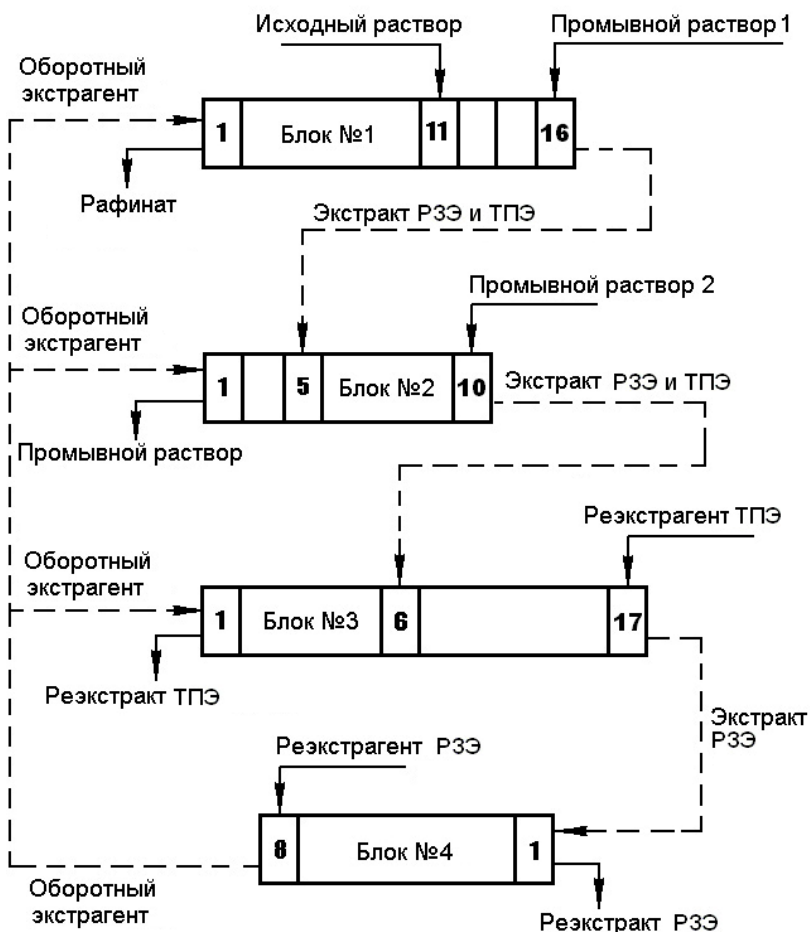 Исходный раствор
Промывной раствор 1
Оборотный
экстрагент
1
Блок №1
11
16
Рафинат
Экстракт РЗЭ и ТПЭ
Промывной раствор 2
Оборотный
экстрагент
1
5
Блок №2
10
Экстракт РЗЭ и ТПЭ
Промывной раствор
Реэкстрагент ТПЭ
Оборотный
экстрагент
1
Блок №3
6
17
Реэкстракт ТПЭ
Экстракт
РЗЭ
Реэкстрагент РЗЭ
8
Блок №4
1
Оборотный
экстрагент
Реэкстракт РЗЭ